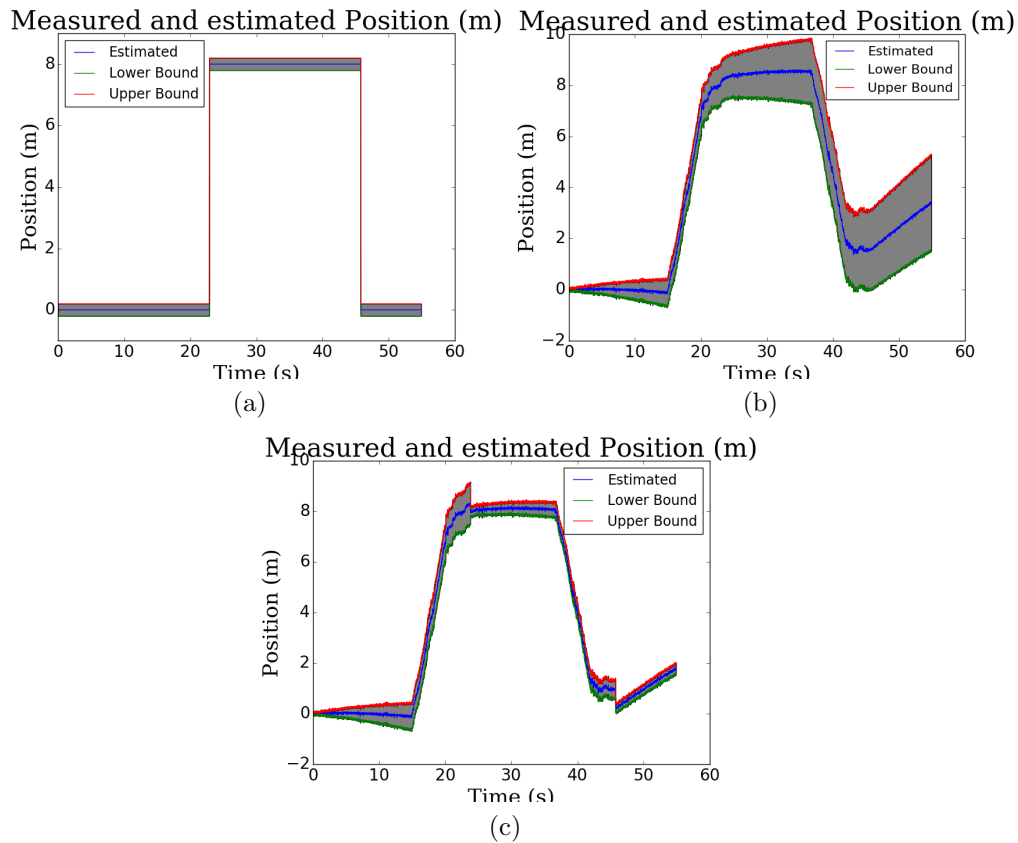 Measured and estimated Position (m)
Estimated
Lower Bound
Upper Bound
8
6
4
2
0
Position (m)
0 10 20 30 40 50 60
Time (s)
(a)
Measured and estimated Position (m)
Estimated
Lower Bound
Upper Bound
10
8
6
4
2
0
−2
Position (m)
0 10 20 30 40 50 60
Time (s)
(b)
Measured and estimated Position (m)
Estimated
Lower Bound
Upper Bound
10
8
6
4
2
0
−2
Position (m)
0 10 20 30 40 50 60
Time (s)
(c)